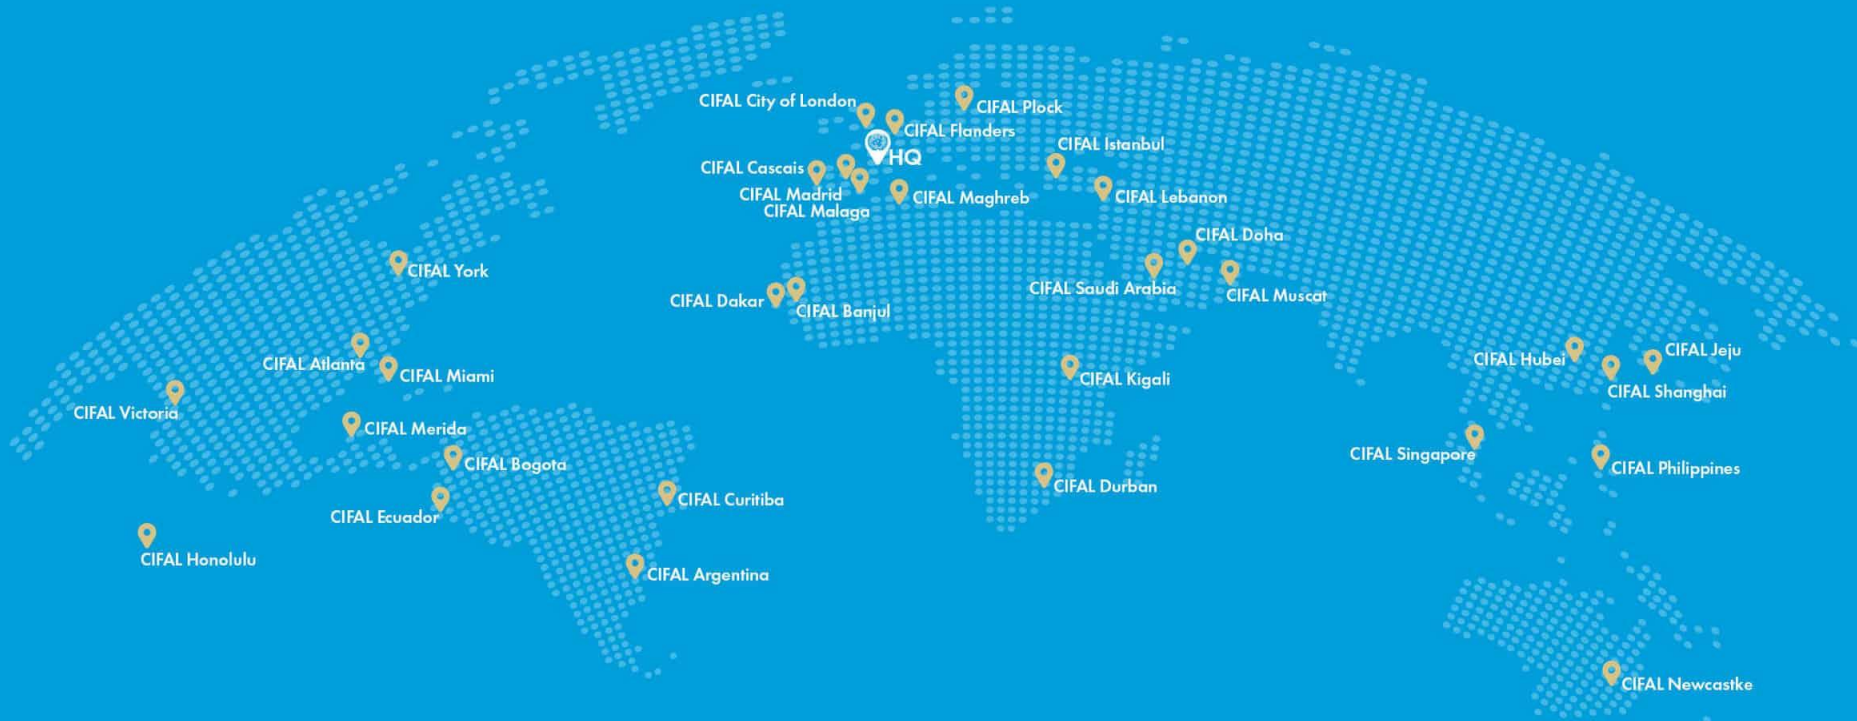 CIFAL City of London
CIFAL Plock
CIFAL Flanders
CIFAL Istanbul
HQ
CIFAL Cascais
CIFAL Madrid
CIFAL Maghreb
CIFAL Lebanon
CIFAL Malaga
CIFAL Doha
CIFAL York
CIFAL Saudi Arabia
CIFAL Muscat
CIFAL Dakar
CIFAL Banjul
CIFAL Jeju
CIFAL Hubei
CIFAL Atlanta
CIFAL Miami
CIFAL Kigali
CIFAL Shanghai
CIFAL Victoria
CIFAL Merida
CIFAL Singapore
CIFAL Bogota
CIFAL Philippines
CIFAL Durban
CIFAL Curitiba
CIFAL Ecuador
CIFAL Honolulu
CIFAL Argentina
CIFAL Newcastke